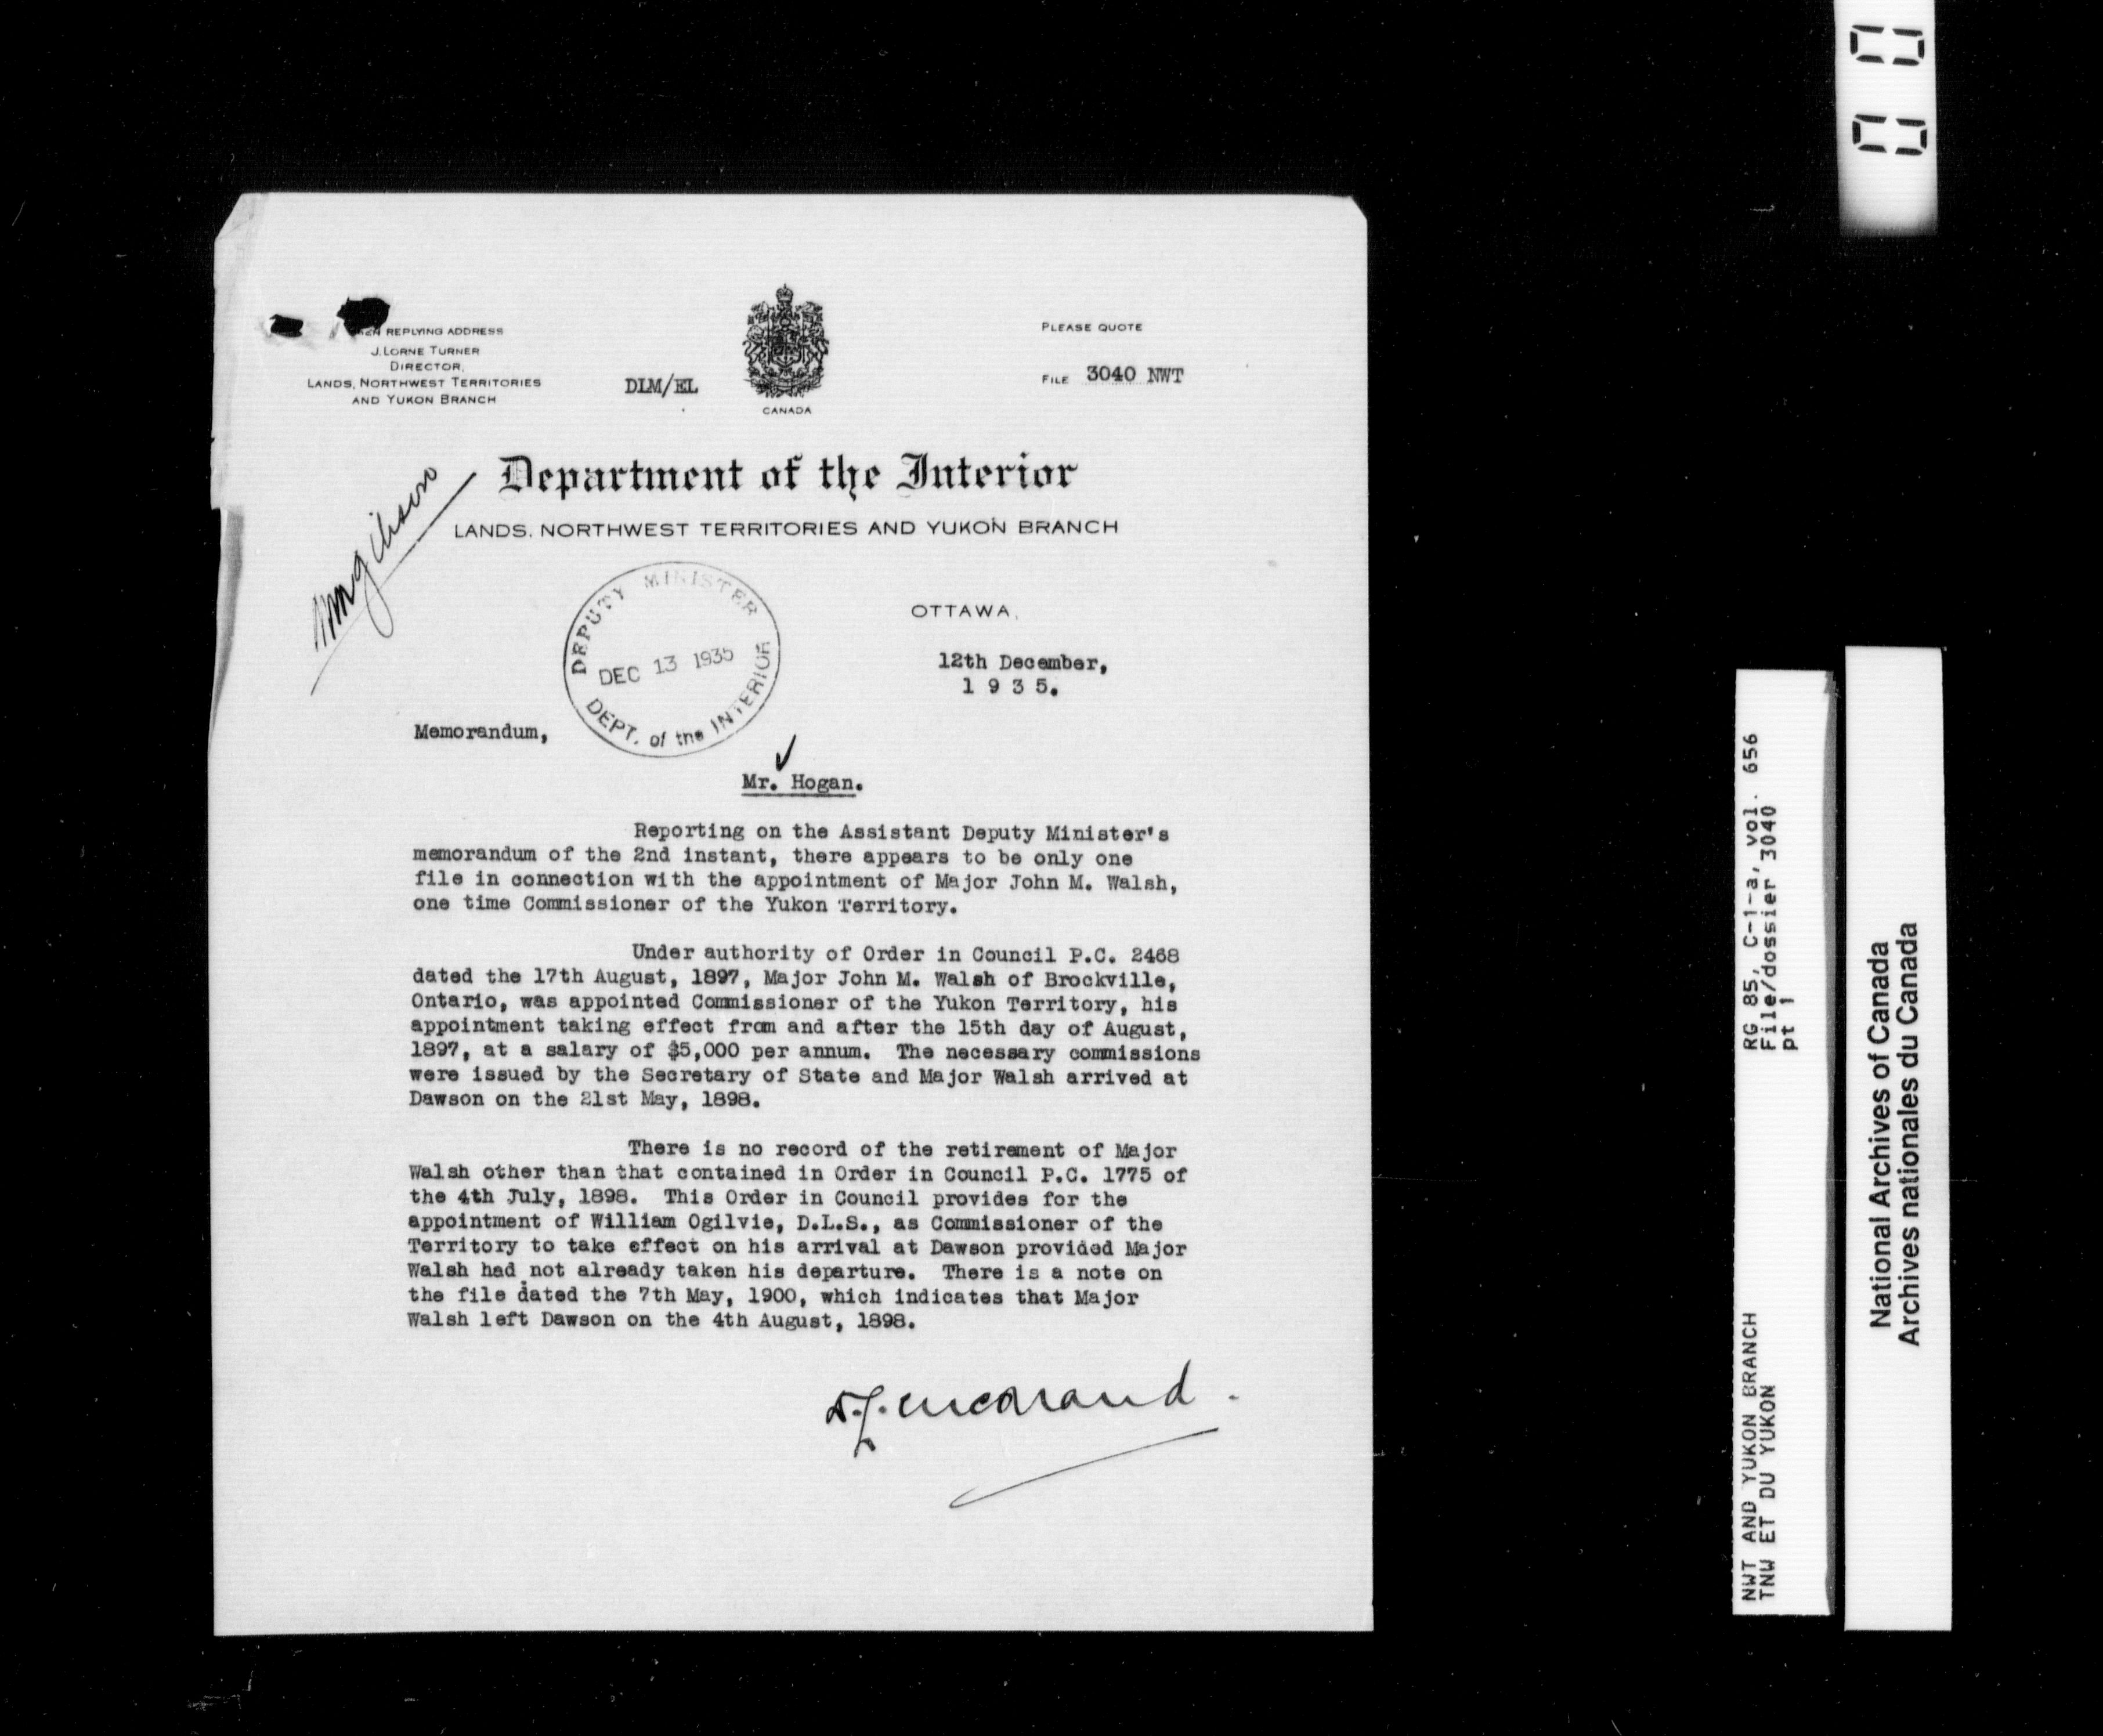 REPLYING ADDRESS
J. LORNE TURNER
DIRECTOR,
LANDS, NORTHWEST TERRITORIES
AND YUKON BRANCH
DLM/EL
CANADA
PLEASE QUOTE
FILE 3040 NWT
Department of the Interior
LANDS, NORTHWEST TERRITORIES AND YUKON BRANCH
DEPUTY MINISTER
DEC 13 1935
DEPT. of the INTERIOR
OTTAWA,
12th December,
1 9 3 5.
Memorandum,
Mr. Hogan.
Reporting on the Assistant Deputy Minister's
memorandum of the 2nd instant, there appears to be only one
file in connection with the appointment of Major John M. Walsh,
one time Commissioner of the Yukon Territory.
Under authority of Order in Council P.C. 2468
dated the 17th August, 1897, Major John M. Walsh of Brockville,
Ontario, was appointed Commissioner of the Yukon Territory, his
appointment taking effect from and after the 15th day of August,
1897, at a salary of $5,000 per annum. The necessary commissions
were issued by the Secretary of State and Major Walsh arrived at
Dawson on the 21st May, 1898.
There is no record of the retirement of Major
Walsh other than that contained in Order in Council P.C. 1775 of
the 4th July, 1898. This Order in Council provides for the
appointment of William Ogilvie, D.L.S., as Commissioner of the
Territory to take effect on his arrival at Dawson provided Major
Walsh had not already taken his departure. There is a note on
the file dated the 7th May, 1900, which indicates that Major
Walsh left Dawson on the 4th August, 1898.
NWT AND YUKON BRANCH
TNW ET DU YUKON
RG 85, C-1-a, vol. 656
File/dossier 3040
pt 1
National Archives of Canada
Archives nationales du Canada